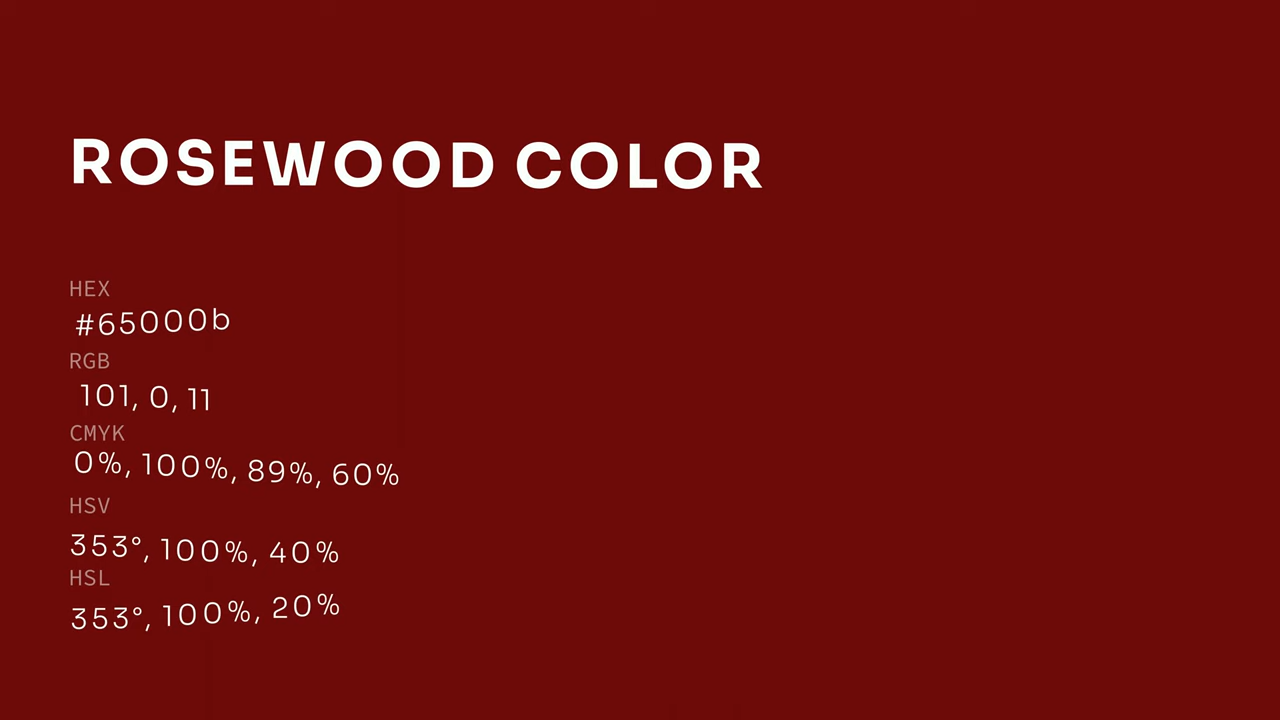 ROSEWOOD COLOR
HEX
#65000b
RGB
101, 0, 11
CMYK
0%, 100%, 89%, 60%
HSV
353°, 100%, 40%
HSL
353°, 100%, 20%